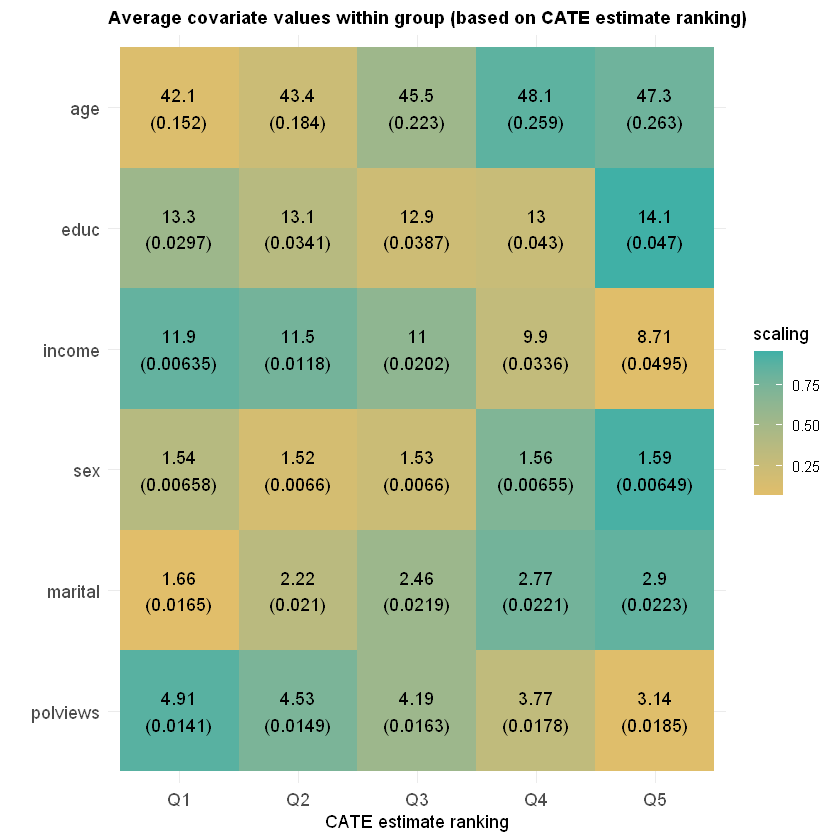 Average covariate values within group (based on CATE estimate ranking)
age
42.1 43.4 45.5 48.1 47.3
(0.152) (0.184) (0.223) (0.259) (0.263)
educ
13.3 13.1 12.9 13 14.1
(0.0297) (0.0341) (0.0387) (0.043) (0.047)
income
11.9 11.5 11 9.9 8.71
(0.00635) (0.0118) (0.0202) (0.0336) (0.0495)
sex
1.54 1.52 1.53 1.56 1.59
(0.00658) (0.0066) (0.0066) (0.00655) (0.00649)
marital
1.66 2.22 2.46 2.77 2.9
(0.0165) (0.021) (0.0219) (0.0221) (0.0223)
polviews
4.91 4.53 4.19 3.77 3.14
(0.0141) (0.0149) (0.0163) (0.0178) (0.0185)
Q1 Q2 Q3 Q4 Q5
CATE estimate ranking
scaling
0.75
0.50
0.25